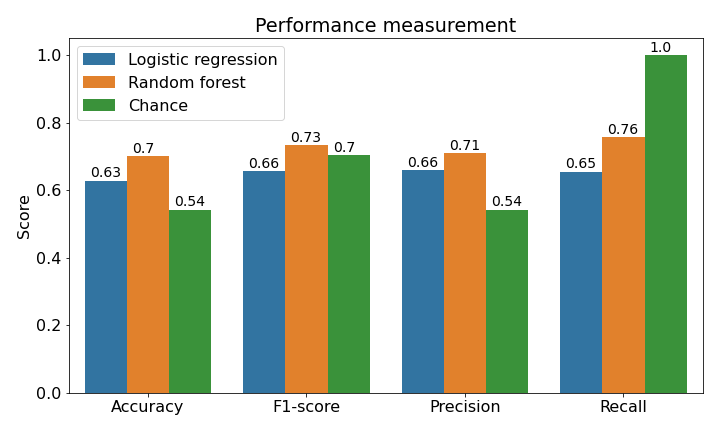 Performance measurement
Logistic regression
Random forest
Chance
Score
1.0
0.8
0.6
0.4
0.2
0.0
0.63
0.7
0.54
0.66
0.73
0.7
0.66
0.71
0.54
0.65
0.76
1.0
Accuracy
F1-score
Precision
Recall